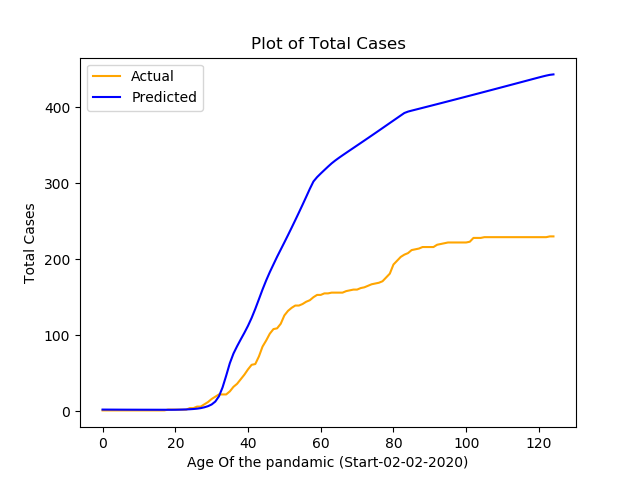 Plot of Total Cases
Actual
Predicted
400
300
200
100
0
Total Cases
0 20 40 60 80 100 120
Age Of the pandamic (Start-02-02-2020)